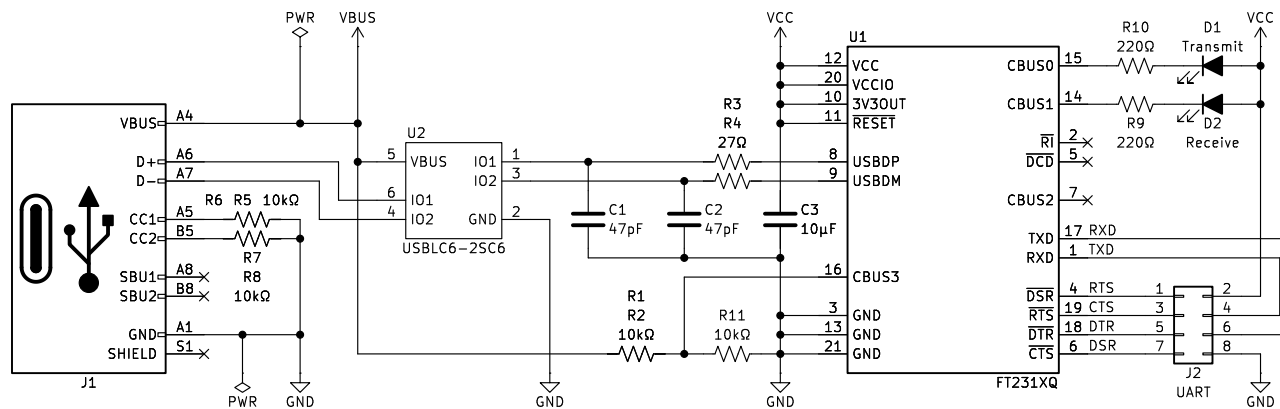 PWR
VBUS
VCC
U1
R10
220Ω
D1
Transmit
VCC
VBUS
A4
D+
A6
D-
A7
R6 R5 10kΩ
CC1
A5
CC2
B5
R7
R8
10kΩ
SBU1
A8
SBU2
B8
GND
A1
SHIELD
S1
J1
PWR
GND
U2
5 VBUS
IO1 1
IO2 3
6 IO1
4 IO2
GND 2
USBLC6-2SC6
GND
R3
R4
27Ω
C1
47pF
C2
47pF
C3
10µF
R1
R2
10kΩ
R11
10kΩ
GND
12 VCC
20 VCCIO
10 3V3OUT
11 RESET
8 USBDP
9 USBDM
16 CBUS3
3 GND
13 GND
21 GND
CBUS0 15
CBUS1 14
RI 2
DCD 5
CBUS2 7
TXD 17 RXD
RXD 1 TXD
DSR 4 RTS
RTS 19 CTS
DTR 18 DTR
CTS 6 DSR
FT231XQ
R9
220Ω
D2
Receive
1 2
3 4
5 6
7 8
J2
UART
GND